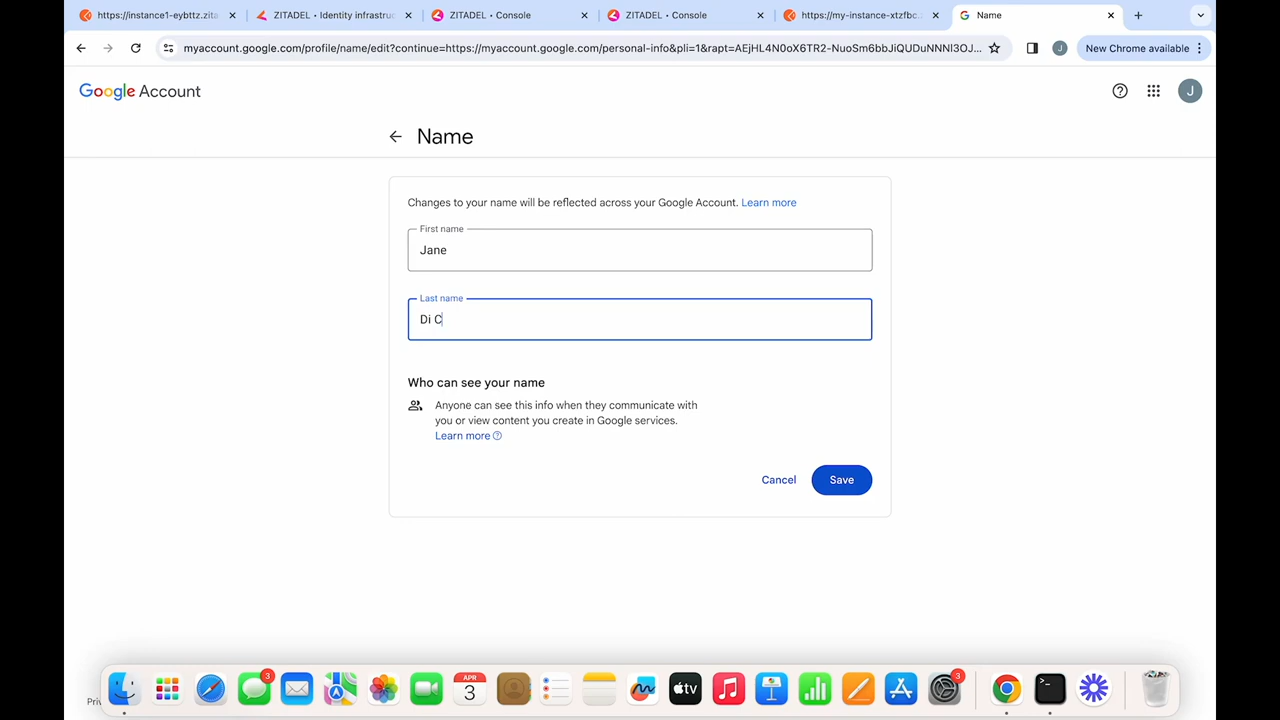 https://instance1-eybttz.zita
ZITADEL • Identity infrastru
ZITADEL • Console
ZITADEL • Console
https://my-instance-xtzfbc.
Name
myaccount.google.com/profile/name/edit?continue=https://myaccount.google.com/personal-info&pli=1&rapt=AEjHL4N0oX6TR2-NuoSm6bbJiQUDuNNNI3OJ...
J
New Chrome available
Google Account
J
Name
Changes to your name will be reflected across your Google Account. Learn more
First name
Jane
Last name
Di C
Who can see your name
Anyone can see this info when they communicate with
you or view content you create in Google services.
Learn more
Cancel
Save
3
APR
3
tv
3
Priv